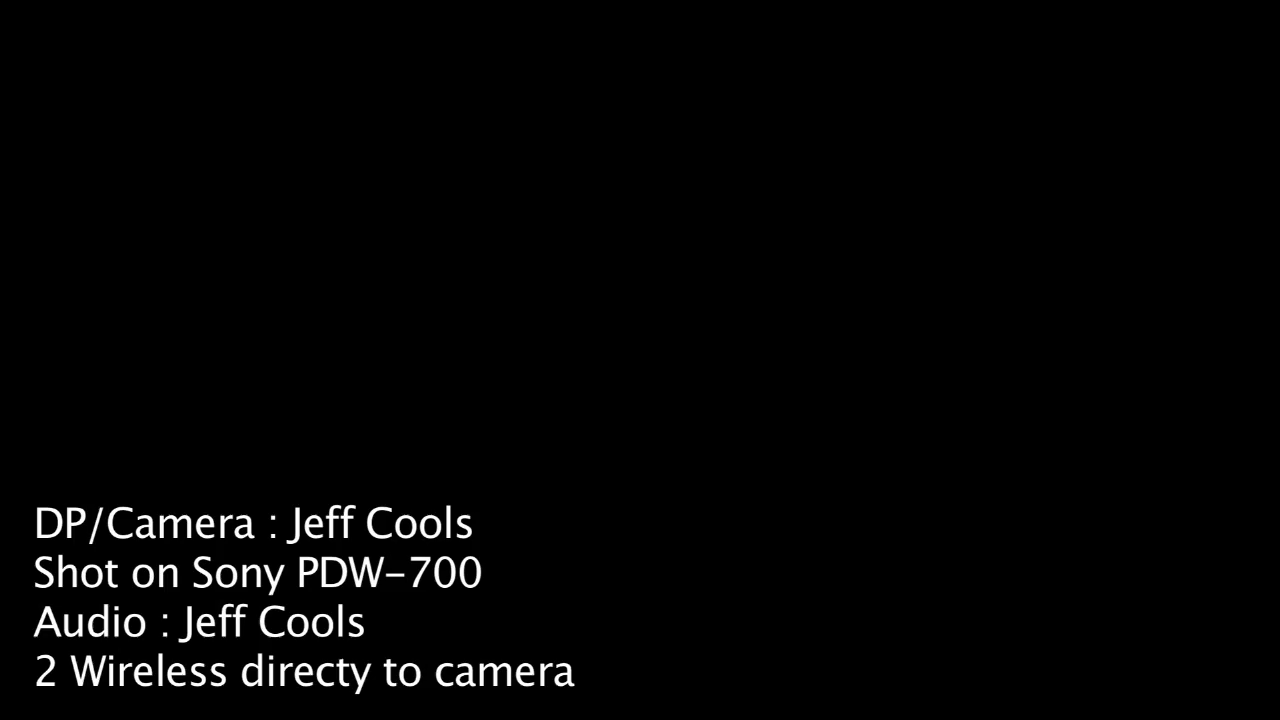 DP/Camera : Jeff Cools
Shot on Sony PDW-700
Audio : Jeff Cools
2 Wireless directy to camera